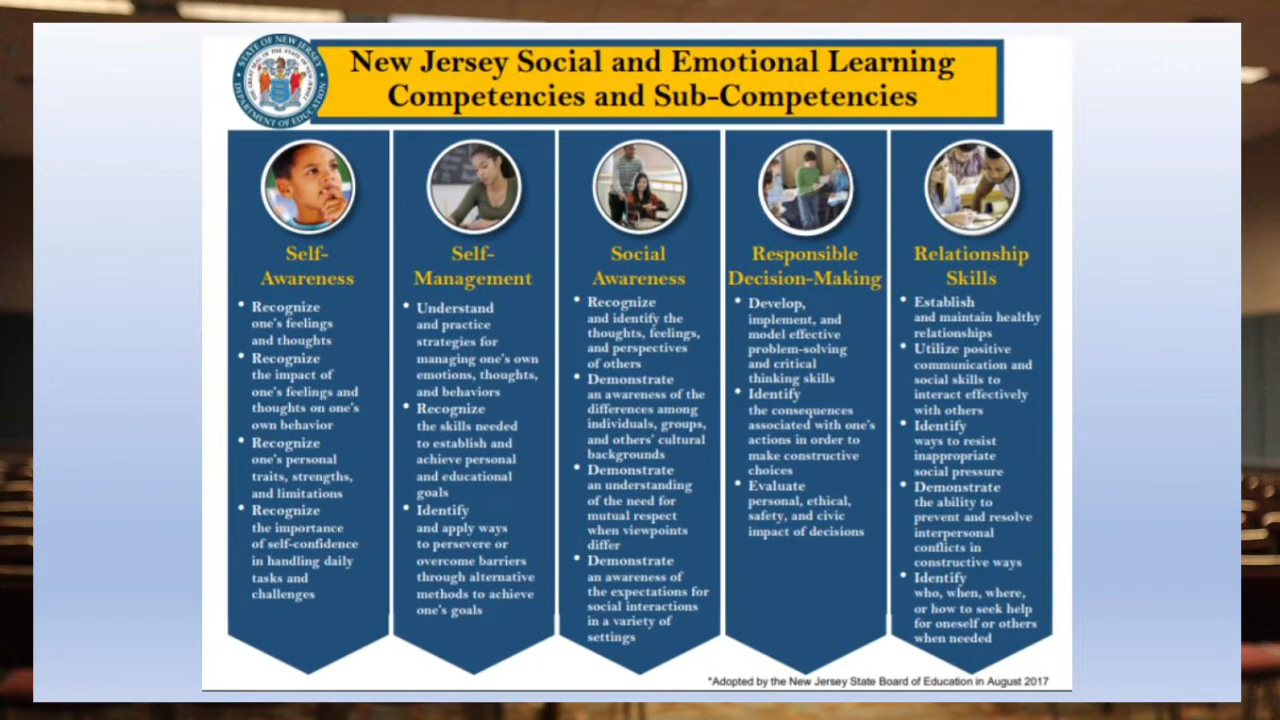 New Jersey Social and Emotional Learning
Competencies and Sub-Competencies
Self-
Awareness
• Recognize
one's feelings
and thoughts
• Recognize
the impact of
one's feelings and
thoughts on one's
own behavior
• Recognize
one's personal
traits, strengths,
and limitations
• Recognize
the importance
of self-confidence
in handling daily
tasks and
challenges
Self-
Management
• Understand
and practice
strategies for
managing one's own
emotions, thoughts,
and behaviors
• Recognize
the skills needed
to establish and
achieve personal
and educational
goals
• Identify
and apply ways
to persevere or
overcome barriers
through alternative
methods to achieve
one's goals
Social
Awareness
• Recognize
and identify the
thoughts, feelings,
and perspectives
of others
• Demonstrate
an awareness of the
differences among
individuals, groups,
and others' cultural
backgrounds
• Demonstrate
an understanding
of the need for
mutual respect
when viewpoints
differ
• Demonstrate
an awareness of
the expectations for
social interactions
in a variety of
settings
Responsible
Decision-Making
• Develop,
implement, and
model effective
problem-solving
and critical
thinking skills
• Identify
the consequences
associated with one's
actions in order to
make constructive
choices
• Evaluate
personal, ethical,
safety, and civic
impact of decisions
Relationship
Skills
• Establish
and maintain healthy
relationships
• Utilize positive
communication and
social skills to
interact effectively
with others
• Identify
ways to resist
inappropriate
social pressure
• Demonstrate
the ability to
prevent and resolve
interpersonal
conflicts in
constructive ways
• Identify
who, when, where,
or how to seek help
for oneself or others
when needed
*Adopted by the New Jersey State Board of Education in August 2017
STATE OF NEW JERSEY
DEPARTMENT OF EDUCATION